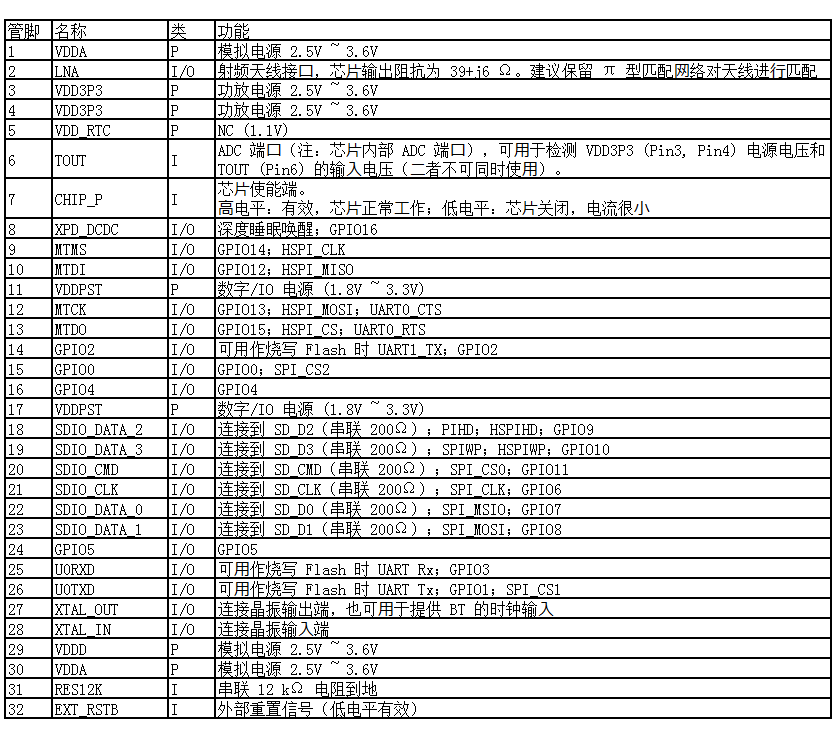 管脚 名称 类 功能
1 VDDA P 模拟电源 2.5V ~ 3.6V
2 LNA I/O 射频天线接口，芯片输出阻抗为 39+j6 Ω。建议保留 π 型匹配网络对天线进行匹配
3 VDD3P3 P 功放电源 2.5V ~ 3.6V
4 VDD3P3 P 功放电源 2.5V ~ 3.6V
5 VDD_RTC P NC (1.1V)
6 TOUT I ADC 端口（注：芯片内部 ADC 端口），可用于检测 VDD3P3 (Pin3, Pin4) 电源电压和
TOUT (Pin6) 的输入电压（二者不可同时使用）。
7 CHIP_P I 芯片使能端。
高电平：有效，芯片正常工作；低电平：芯片关闭，电流很小
8 XPD_DCDC I/O 深度睡眠唤醒；GPIO16
9 MTMS I/O GPIO14；HSPI_CLK
10 MTDI I/O GPIO12；HSPI_MISO
11 VDDPST P 数字/IO 电源 (1.8V ~ 3.3V)
12 MTCK I/O GPIO13；HSPI_MOSI；UART0_CTS
13 MTDO I/O GPIO15；HSPI_CS；UART0_RTS
14 GPIO2 I/O 可用作烧写 Flash 时 UART1_TX；GPIO2
15 GPIO0 I/O GPIO0；SPI_CS2
16 GPIO4 I/O GPIO4
17 VDDPST P 数字/IO 电源 (1.8V ~ 3.3V)
18 SDIO_DATA_2 I/O 连接到 SD_D2（串联 200Ω）；PIHD；HSPIHD；GPIO9
19 SDIO_DATA_3 I/O 连接到 SD_D3（串联 200Ω）；SPIWP；HSPIWP；GPIO10
20 SDIO_CMD I/O 连接到 SD_CMD（串联 200Ω）；SPI_CS0；GPIO11
21 SDIO_CLK I/O 连接到 SD_CLK（串联 200Ω）；SPI_CLK；GPIO6
22 SDIO_DATA_0 I/O 连接到 SD_D0（串联 200Ω）；SPI_MSIO；GPIO7
23 SDIO_DATA_1 I/O 连接到 SD_D1（串联 200Ω）；SPI_MOSI；GPIO8
24 GPIO5 I/O GPIO5
25 U0RXD I/O 可用作烧写 Flash 时 UART Rx；GPIO3
26 U0TXD I/O 可用作烧写 Flash 时 UART Tx；GPIO1；SPI_CS1
27 XTAL_OUT I/O 连接晶振输出端，也可用于提供 BT 的时钟输入
28 XTAL_IN I/O 连接晶振输入端
29 VDDD P 模拟电源 2.5V ~ 3.6V
30 VDDA P 模拟电源 2.5V ~ 3.6V
31 RES12K I 串联 12 kΩ 电阻到地
32 EXT_RSTB I 外部重置信号（低电平有效）